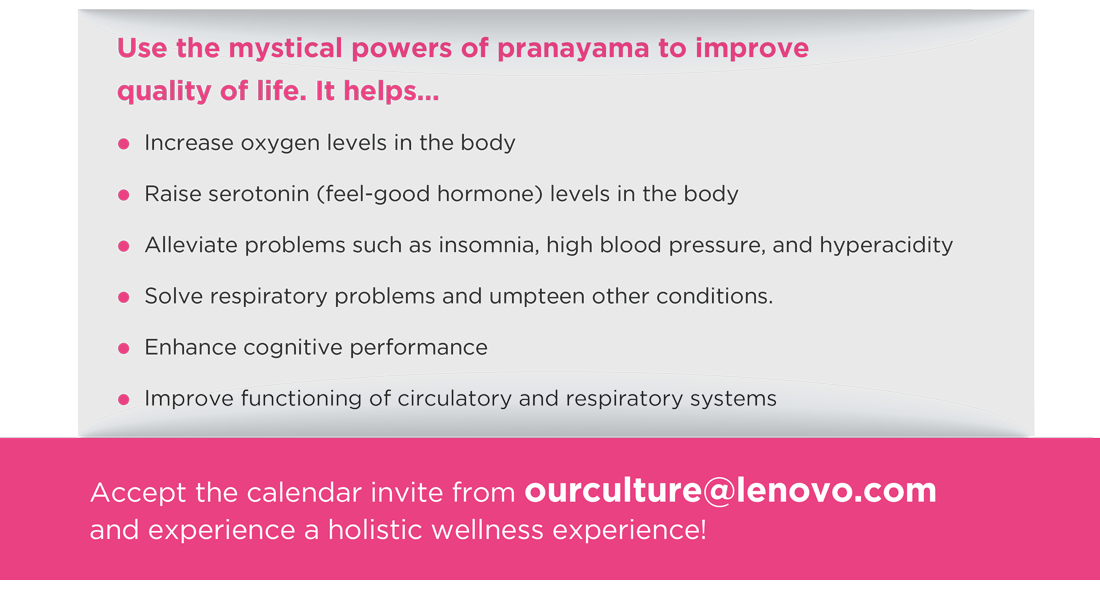 Use the mystical powers of pranayama to improve
quality of life. It helps...
• Increase oxygen levels in the body
• Raise serotonin (feel-good hormone) levels in the body
• Alleviate problems such as insomnia, high blood pressure, and hyperacidity
• Solve respiratory problems and umpteen other conditions.
• Enhance cognitive performance
• Improve functioning of circulatory and respiratory systems
Accept the calendar invite from ourculture@lenovo.com
and experience a holistic wellness experience!